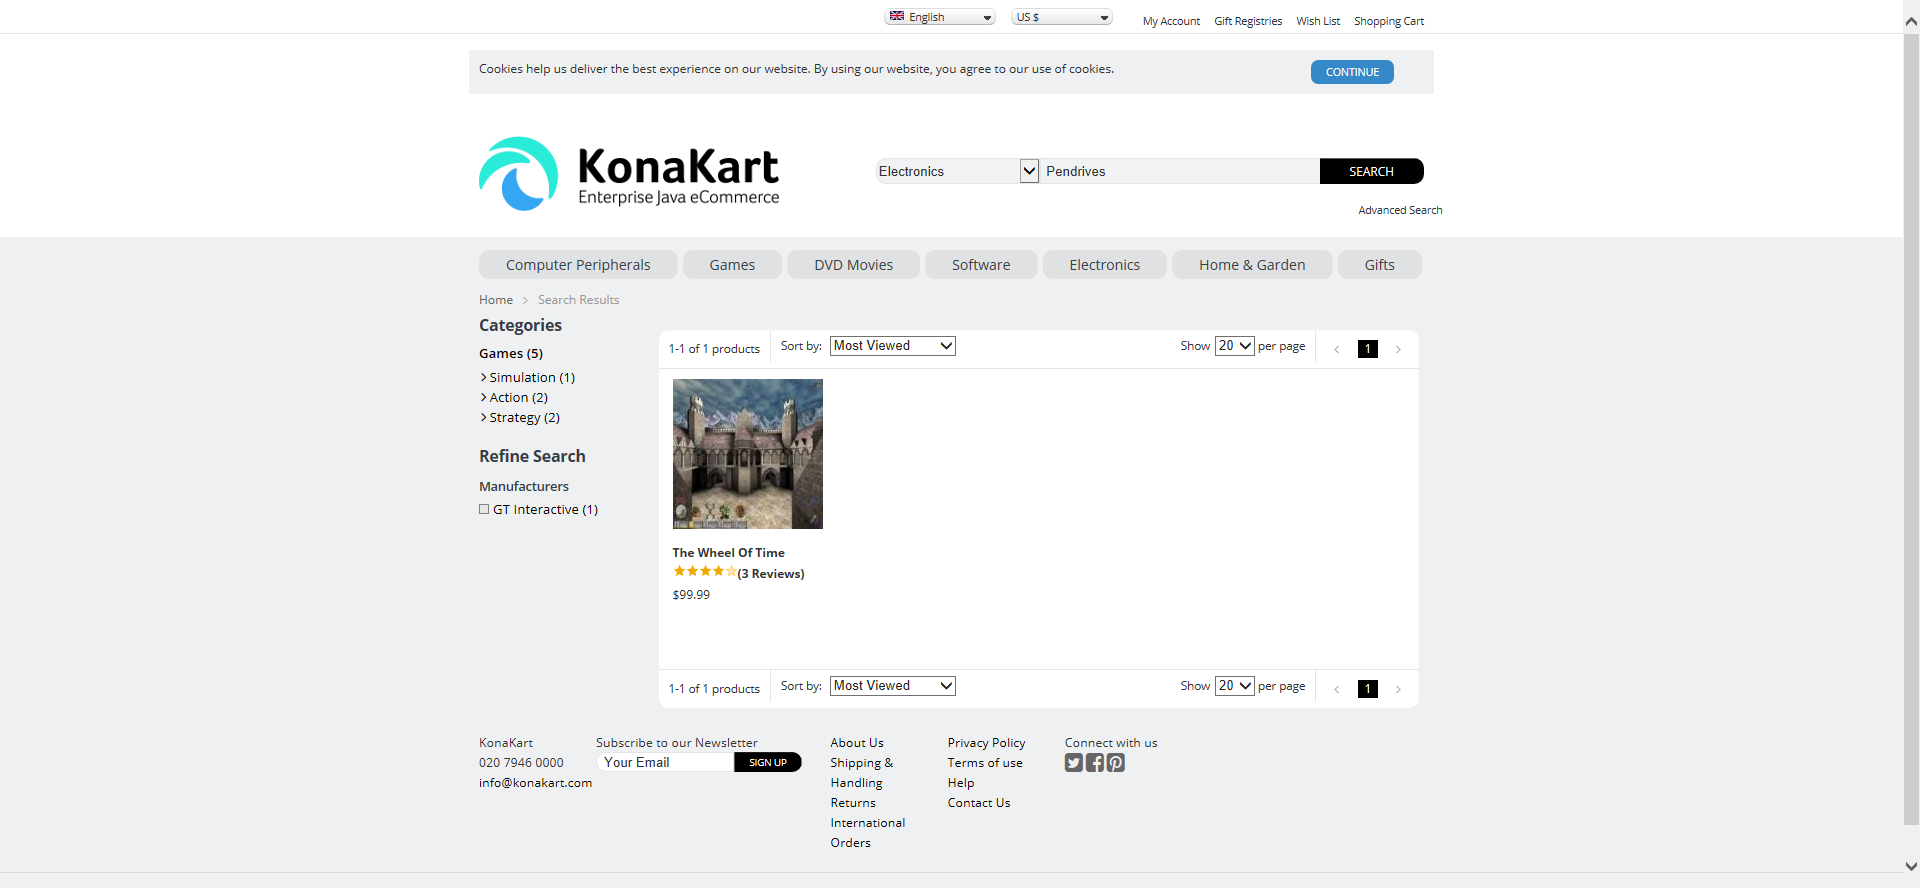 English
US $
My Account
Gift Registries
Wish List
Shopping Cart
Cookies help us deliver the best experience on our website. By using our website, you agree to our use of cookies.
CONTINUE
KonaKart
Enterprise Java eCommerce
Electronics
Pendrives
SEARCH
Advanced Search
Computer Peripherals
Games
DVD Movies
Software
Electronics
Home & Garden
Gifts
Home
Search Results
Categories
Games (5)
Simulation (1)
Action (2)
Strategy (2)
Refine Search
Manufacturers
GT Interactive (1)
1-1 of 1 products
Sort by:
Most Viewed
Show
20
per page
1
The Wheel Of Time
(3 Reviews)
$99.99
1-1 of 1 products
Sort by:
Most Viewed
Show
20
per page
1
KonaKart
020 7946 0000
info@konakart.com
Subscribe to our Newsletter
Your Email
SIGN UP
About Us
Shipping &
Handling
Returns
International
Orders
Privacy Policy
Terms of use
Help
Contact Us
Connect with us